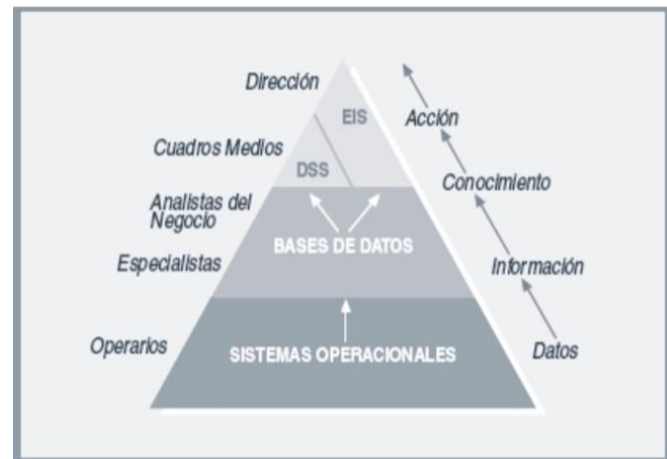 Dirección
EIS
Acción
Cuadros Medios
DSS
Conocimiento
Analistas del
Negocio
BASES DE DATOS
Especialistas
Información
Operarios
SISTEMAS OPERACIONALES
Datos